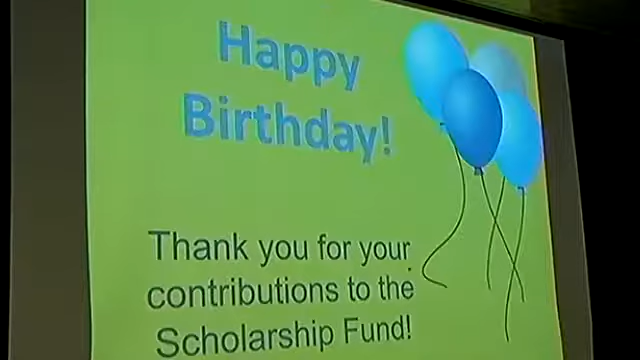 Happy
Birthday!
Thank you for your
contributions to the
Scholarship Fund!